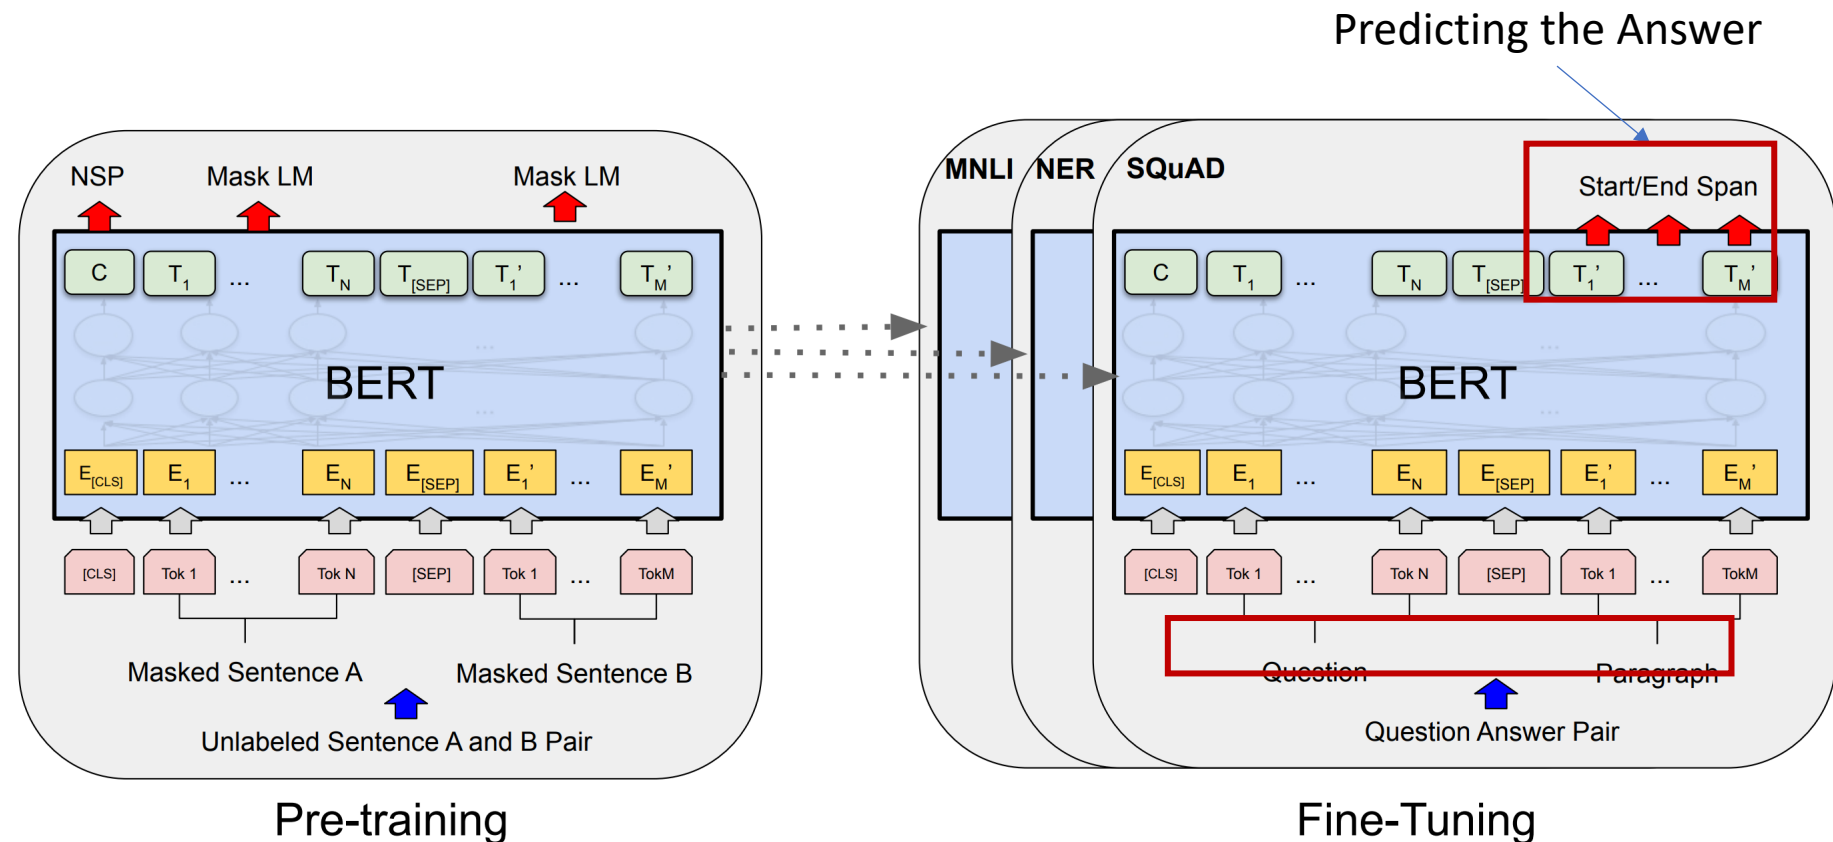 Predicting the Answer
NSP Mask LM Mask LM
C T1 ... TN T[SEP] T1’ ... TM’
BERT
E[CLS] E1 ... EN E[SEP] E1’ ... EM’
[CLS] Tok 1 ... Tok N [SEP] Tok 1 ... TokM
Masked Sentence A Masked Sentence B
Unlabeled Sentence A and B Pair
Pre-training
MNLI NER SQuAD
Start/End Span
C T1 ... TN T[SEP] T1’ ... TM’
BERT
E[CLS] E1 ... EN E[SEP] E1’ ... EM’
[CLS] Tok 1 ... Tok N [SEP] Tok 1 ... TokM
Question Paragraph
Question Answer Pair
Fine-Tuning